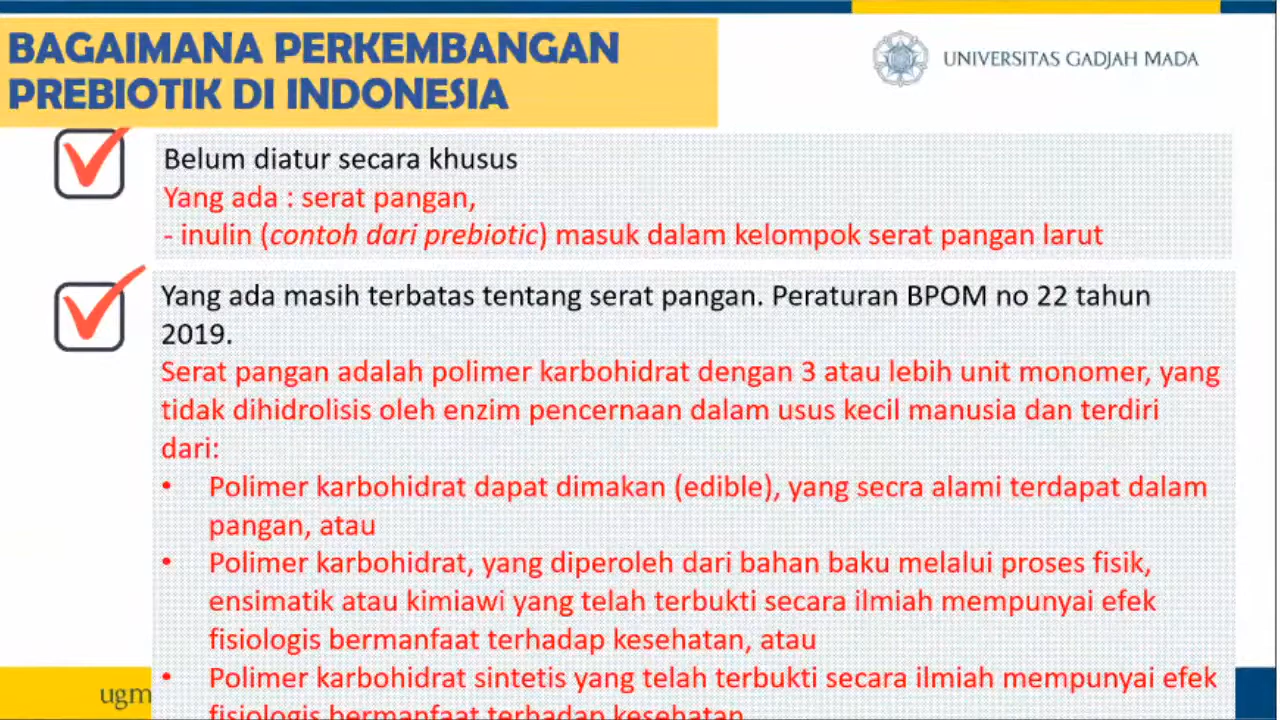 BAGAIMANA PERKEMBANGAN
PREBIOTIK DI INDONESIA
UNIVERSITAS GADJAH MADA
Belum diatur secara khusus
Yang ada : serat pangan,
- inulin (contoh dari prebiotic) masuk dalam kelompok serat pangan larut
Yang ada masih terbatas tentang serat pangan. Peraturan BPOM no 22 tahun
2019.
Serat pangan adalah polimer karbohidrat dengan 3 atau lebih unit monomer, yang
tidak dihidrolisis oleh enzim pencernaan dalam usus kecil manusia dan terdiri
dari:
• Polimer karbohidrat dapat dimakan (edible), yang secra alami terdapat dalam
pangan, atau
• Polimer karbohidrat, yang diperoleh dari bahan baku melalui proses fisik,
ensimatik atau kimiawi yang telah terbukti secara ilmiah mempunyai efek
fisiologis bermanfaat terhadap kesehatan, atau
• Polimer karbohidrat sintetis yang telah terbukti secara ilmiah mempunyai efek
fisiologis bermanfaat terhadap kesehatan
ugm